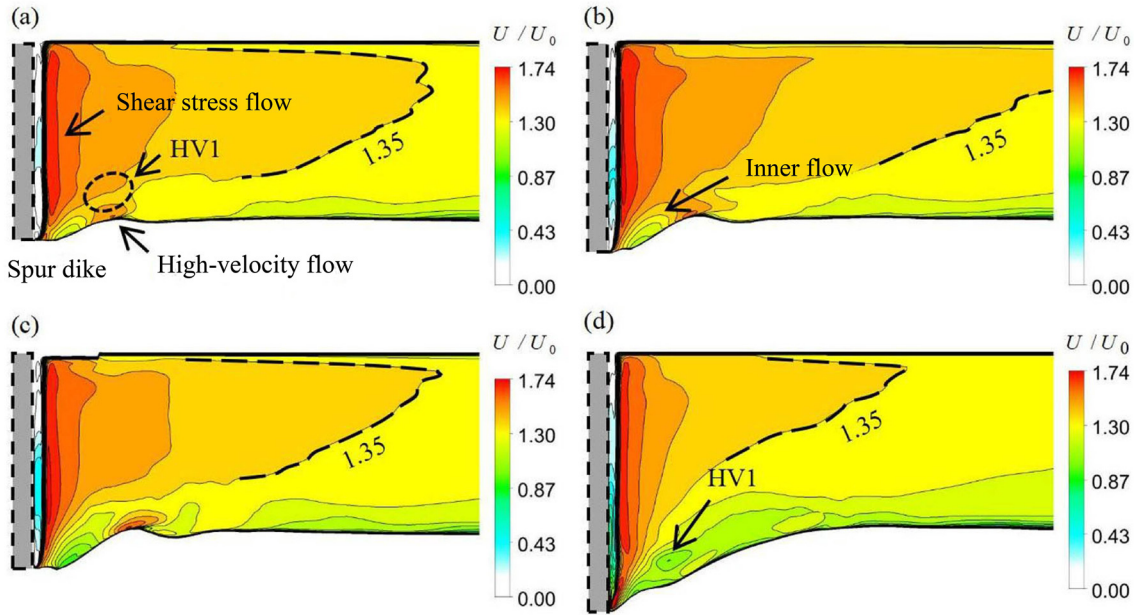 (a)
U / U0
1.74
1.30
0.87
0.43
0.00
Shear stress flow
HV1
1.35
Spur dike
High-velocity flow
(b)
U / U0
1.74
1.30
0.87
0.43
0.00
1.35
Inner flow
(c)
U / U0
1.74
1.30
0.87
0.43
0.00
1.35
(d)
U / U0
1.74
1.30
0.87
0.43
0.00
1.35
HV1